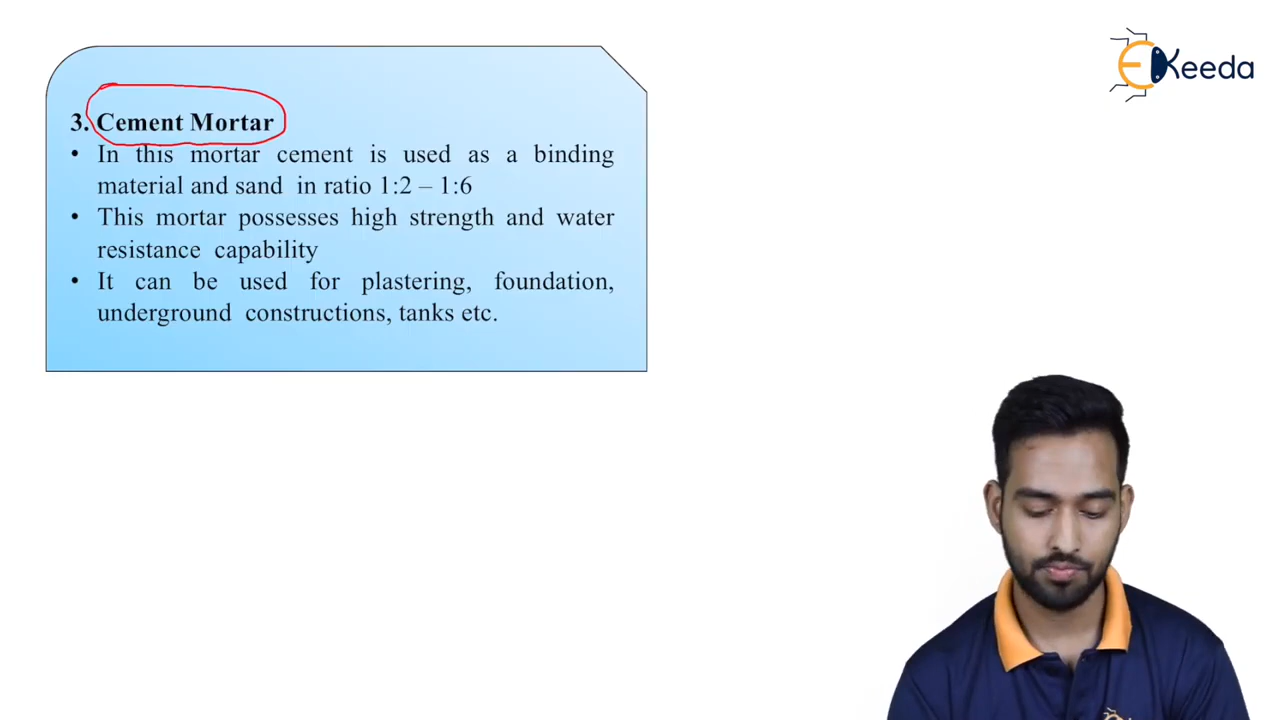 3. Cement Mortar
• In this mortar cement is used as a binding
material and sand in ratio 1:2 – 1:6
• This mortar possesses high strength and water
resistance capability
• It can be used for plastering, foundation,
underground constructions, tanks etc.
EKeeda